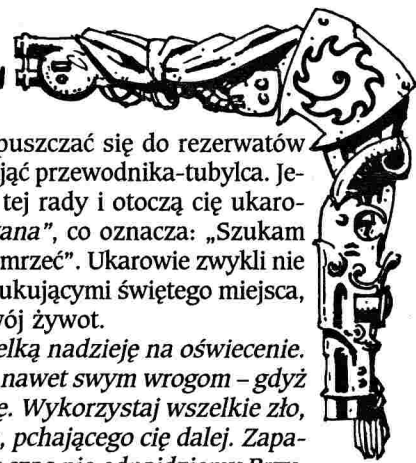 puszczać się do rezerwatów
jąć przewodnika-tubylca. Je-
tej rady i otoczą cię ukaro-
ana", co oznacza: „Szukam
mrzeć". Ukarowie zwykli nie
ukującymi świętego miejsca,
wój żywot.
elką nadzieję na oświecenie.
nawet swym wrogom – gdyż
ę. Wykorzystaj wszelkie zło,
, pchającego cię dalej. Zapa-